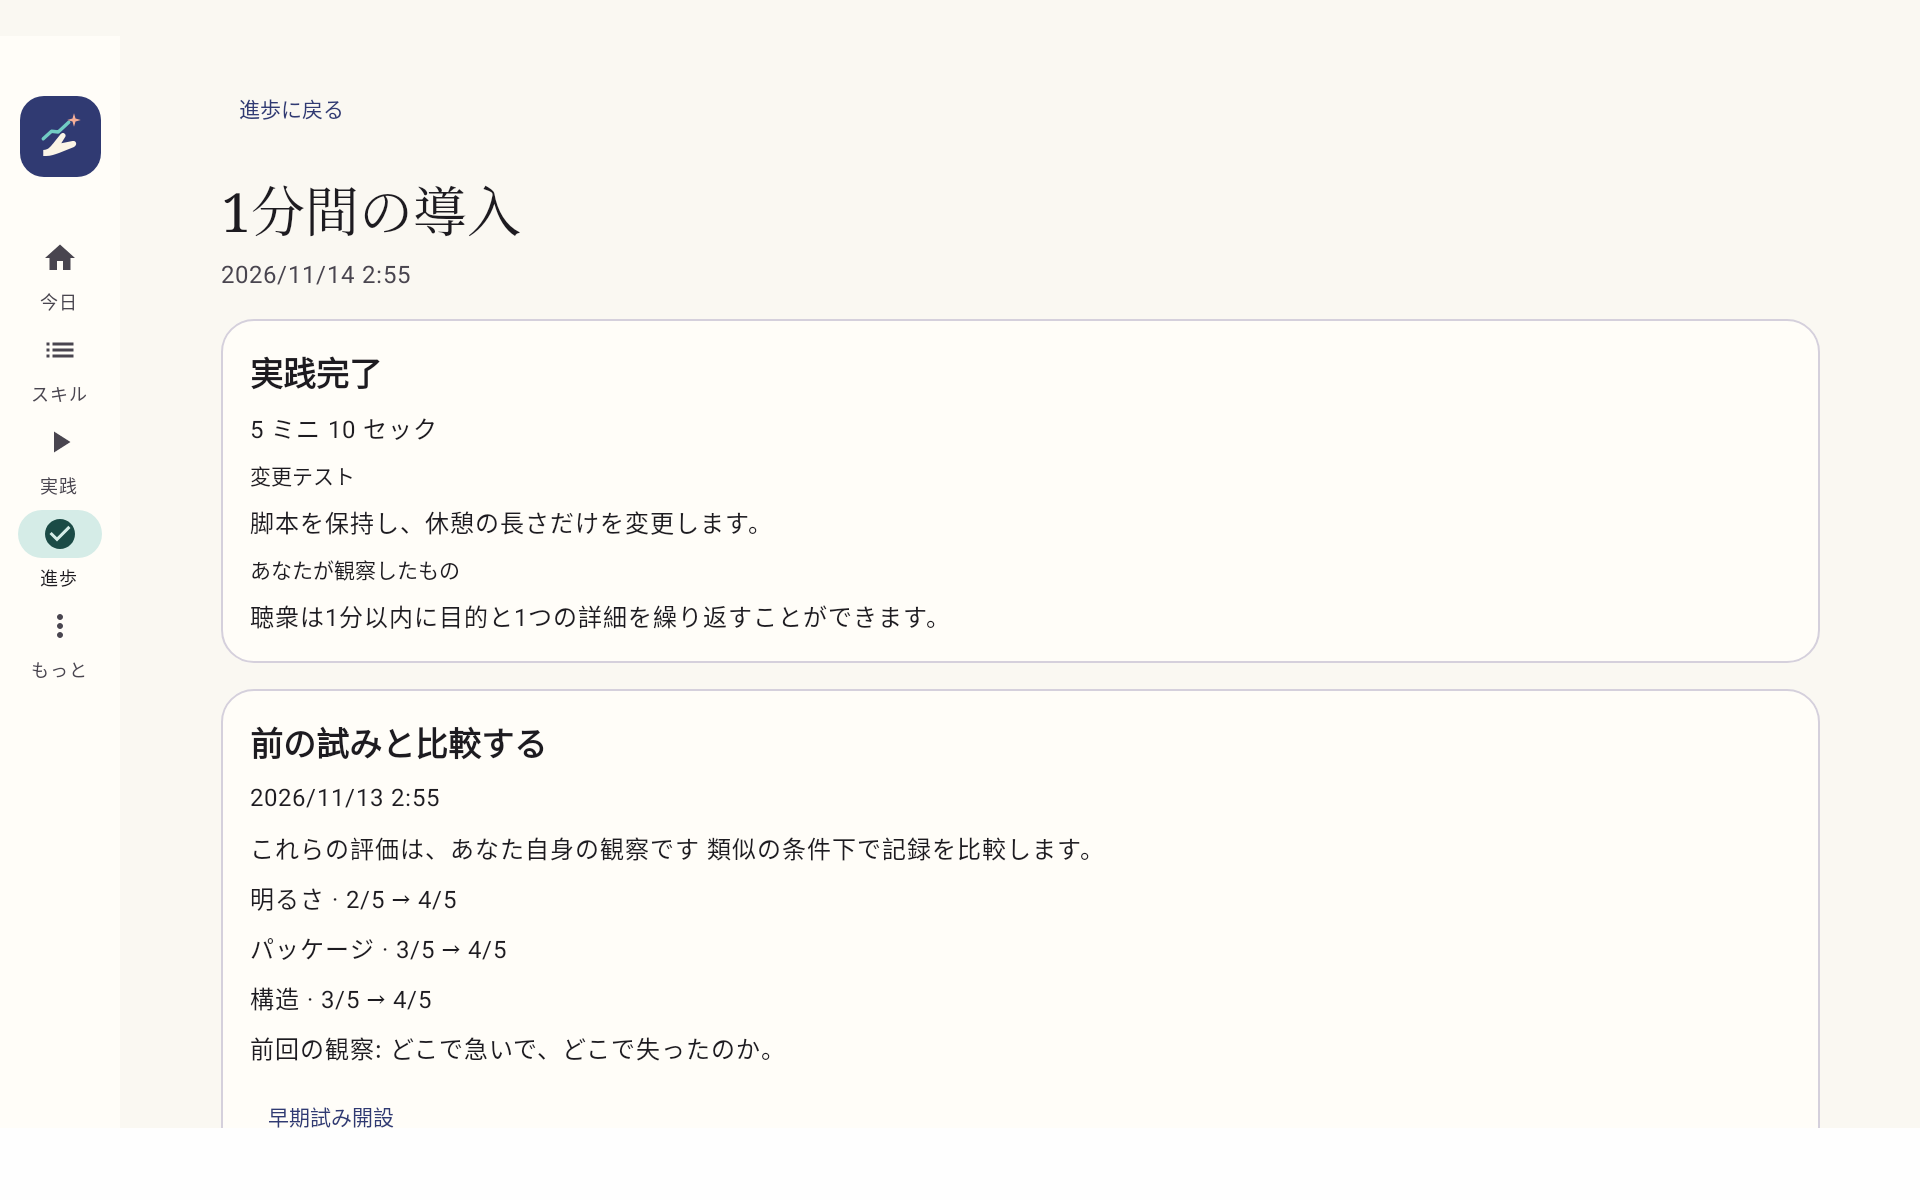 進歩に戻る
1分間の導入
2026/11/14 2:55
今日
スキル
実践
進歩
もっと
実践完了
5 ミニ 10 セック
変更テスト
脚本を保持し、休憩の長さだけを変更します。
あなたが観察したもの
聴衆は1分以内に目的と1つの詳細を繰り返すことができます。
前の試みと比較する
2026/11/13 2:55
これらの評価は、あなた自身の観察です 類似の条件下で記録を比較します。
明るさ · 2/5 → 4/5
パッケージ · 3/5 → 4/5
構造 · 3/5 → 4/5
前回の観察: どこで急いで、どこで失ったのか。
早期試み開設